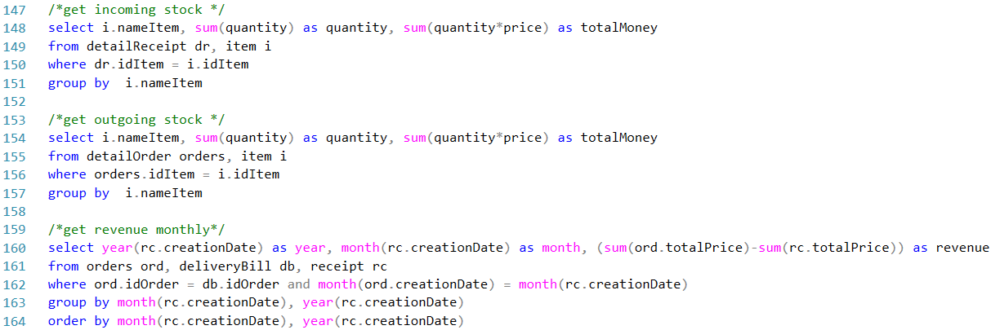 147 /*get incoming stock */
148 select i.nameItem, sum(quantity) as quantity, sum(quantity*price) as totalMoney
149 from detailReceipt dr, item i
150 where dr.idItem = i.idItem
151 group by  i.nameItem
152
153 /*get outgoing stock */
154 select i.nameItem, sum(quantity) as quantity, sum(quantity*price) as totalMoney
155 from detailOrder orders, item i
156 where orders.idItem = i.idItem
157 group by  i.nameItem
158
159 /*get revenue monthly*/
160 select year(rc.creationDate) as year, month(rc.creationDate) as month, (sum(ord.totalPrice)-sum(rc.totalPrice)) as revenue
161 from orders ord, deliveryBill db, receipt rc
162 where ord.idOrder = db.idOrder and month(ord.creationDate) = month(rc.creationDate)
163 group by month(rc.creationDate), year(rc.creationDate)
164 order by month(rc.creationDate), year(rc.creationDate)